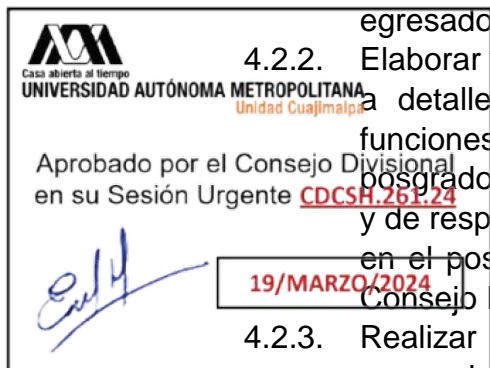 egresado
4.2.2. Elaborar
Casa abierta al tiempo
UNIVERSIDAD AUTÓNOMA METROPOLITANA
Unidad Cuajimalpa
a detalle
funciones
Aprobado por el Consejo Divisional
posgrado
en su Sesión Urgente CDCSH.261.24
y de resp
en el pos
19/MARZO/2024
Consejo
4.2.3. Realizar